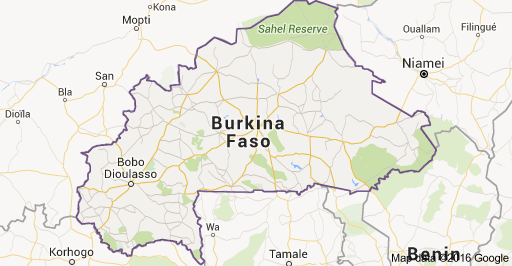 Kona
Mopti
Sahel Reserve
Ouallam
Filingué
Niamei
San
Bla
Dioïla
Burkina
Faso
Bobo
Dioulasso
Wa
Korhogo
Tamale
Benin
Map data ©2016 Google